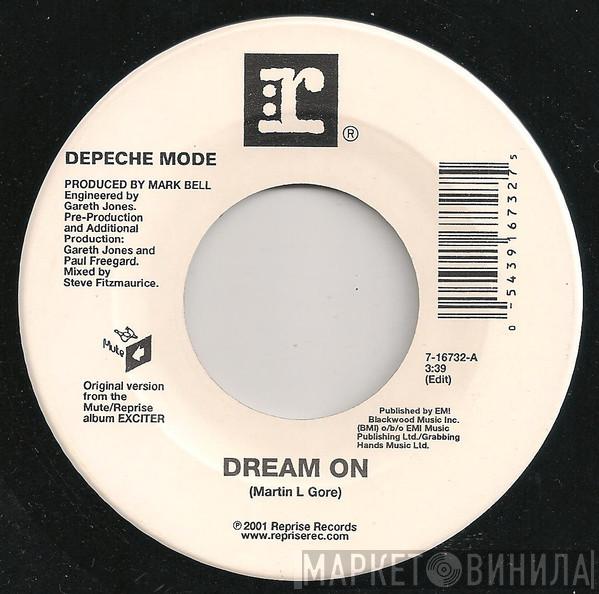 r
®
DEPECHE MODE
PRODUCED BY MARK BELL
Engineered by
Gareth Jones.
Pre-Production
and Additional
Production:
Gareth Jones and
Paul Freegard.
Mixed by
Steve Fitzmaurice.
Mute
Original version
from the
Mute/Reprise
album EXCITER
0 54391 67327 5
7-16732-A
3:39
(Edit)
Published by EMI
Blackwood Music Inc.
(BMI) o/b/o EMI Music
Publishing Ltd./Grabbing
Hands Music Ltd.
DREAM ON
(Martin L Gore)
℗ 2001 Reprise Records
www.repriserec.com
МАРКЕТ ВИНИЛА